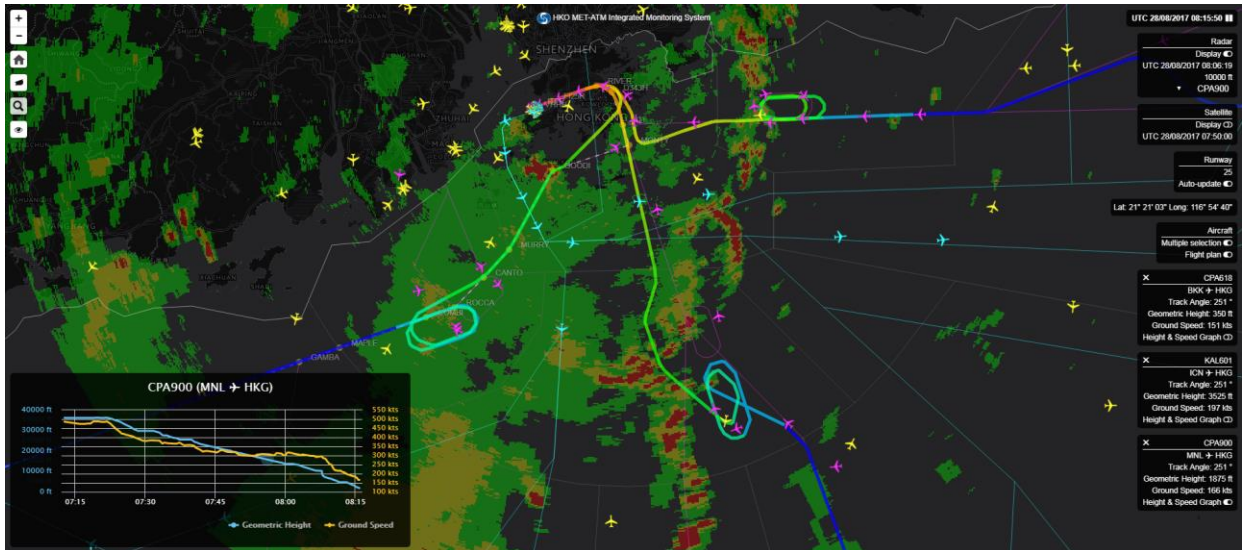 +
−
HKO MET-ATM Integrated Monitoring System
UTC 28/08/2017 08:15:50
SHENZHEN
HONG KONG
ZHUHAI
TAISHAN
RIVER
MURRY
CANTO
ROCCA
MAPLE
GAMBA
Radar
Display
UTC 28/08/2017 08:06:19
10000 ft
CPA900
Satellite
Display
UTC 28/08/2017 07:50:00
Runway
25
Auto-update
Lat: 21° 21' 03" Long: 116° 54' 40"
Aircraft
Multiple selection
Flight plan
CPA618
BKK ✈ HKG
Track Angle: 251 °
Geometric Height: 350 ft
Ground Speed: 151 kts
Height & Speed Graph
KAL601
ICN ✈ HKG
Track Angle: 251 °
Geometric Height: 3525 ft
Ground Speed: 197 kts
Height & Speed Graph
CPA900
MNL ✈ HKG
Track Angle: 251 °
Geometric Height: 1875 ft
Ground Speed: 166 kts
Height & Speed Graph
CPA900 (MNL ✈ HKG)
40000 ft
30000 ft
20000 ft
10000 ft
0 ft
550 kts
500 kts
450 kts
400 kts
350 kts
300 kts
250 kts
200 kts
150 kts
100 kts
07:15 07:30 07:45 08:00 08:15
Geometric Height Ground Speed